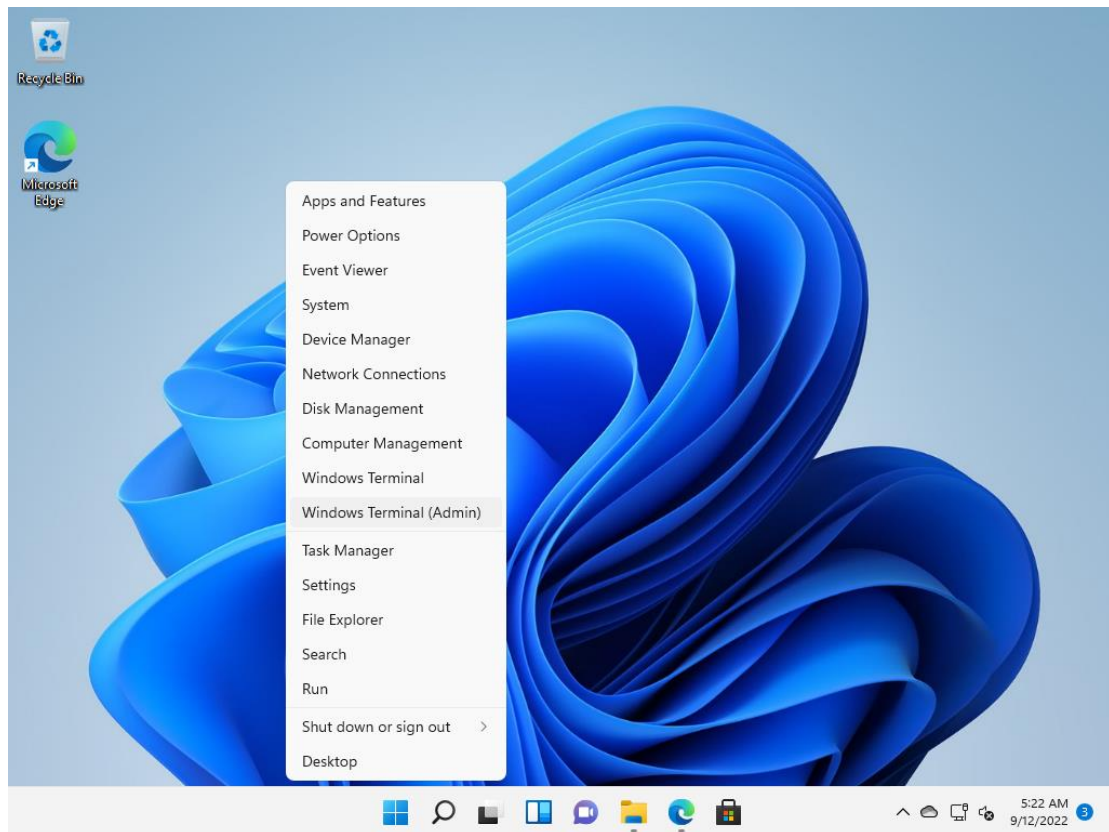 Recycle Bin
Microsoft
Edge
Apps and Features
Power Options
Event Viewer
System
Device Manager
Network Connections
Disk Management
Computer Management
Windows Terminal
Windows Terminal (Admin)
Task Manager
Settings
File Explorer
Search
Run
Shut down or sign out
Desktop
5:22 AM
9/12/2022
3